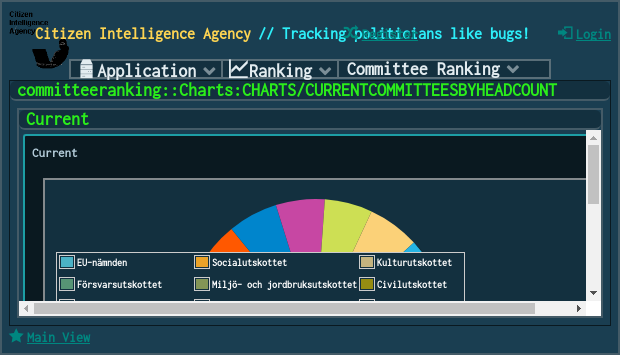 Citizen
Intelligence
Agency
Citizen Intelligence Agency // Tracking politicians like bugs!
Register
Login
Application
Ranking
Committee Ranking
committeeranking::Charts:CHARTS/CURRENTCOMMITTEESBYHEADCOUNT
Current
Current
EU-nämnden
Socialutskottet
Kulturutskottet
Försvarsutskottet
Miljö- och jordbruksutskottet
Civilutskottet
Main View